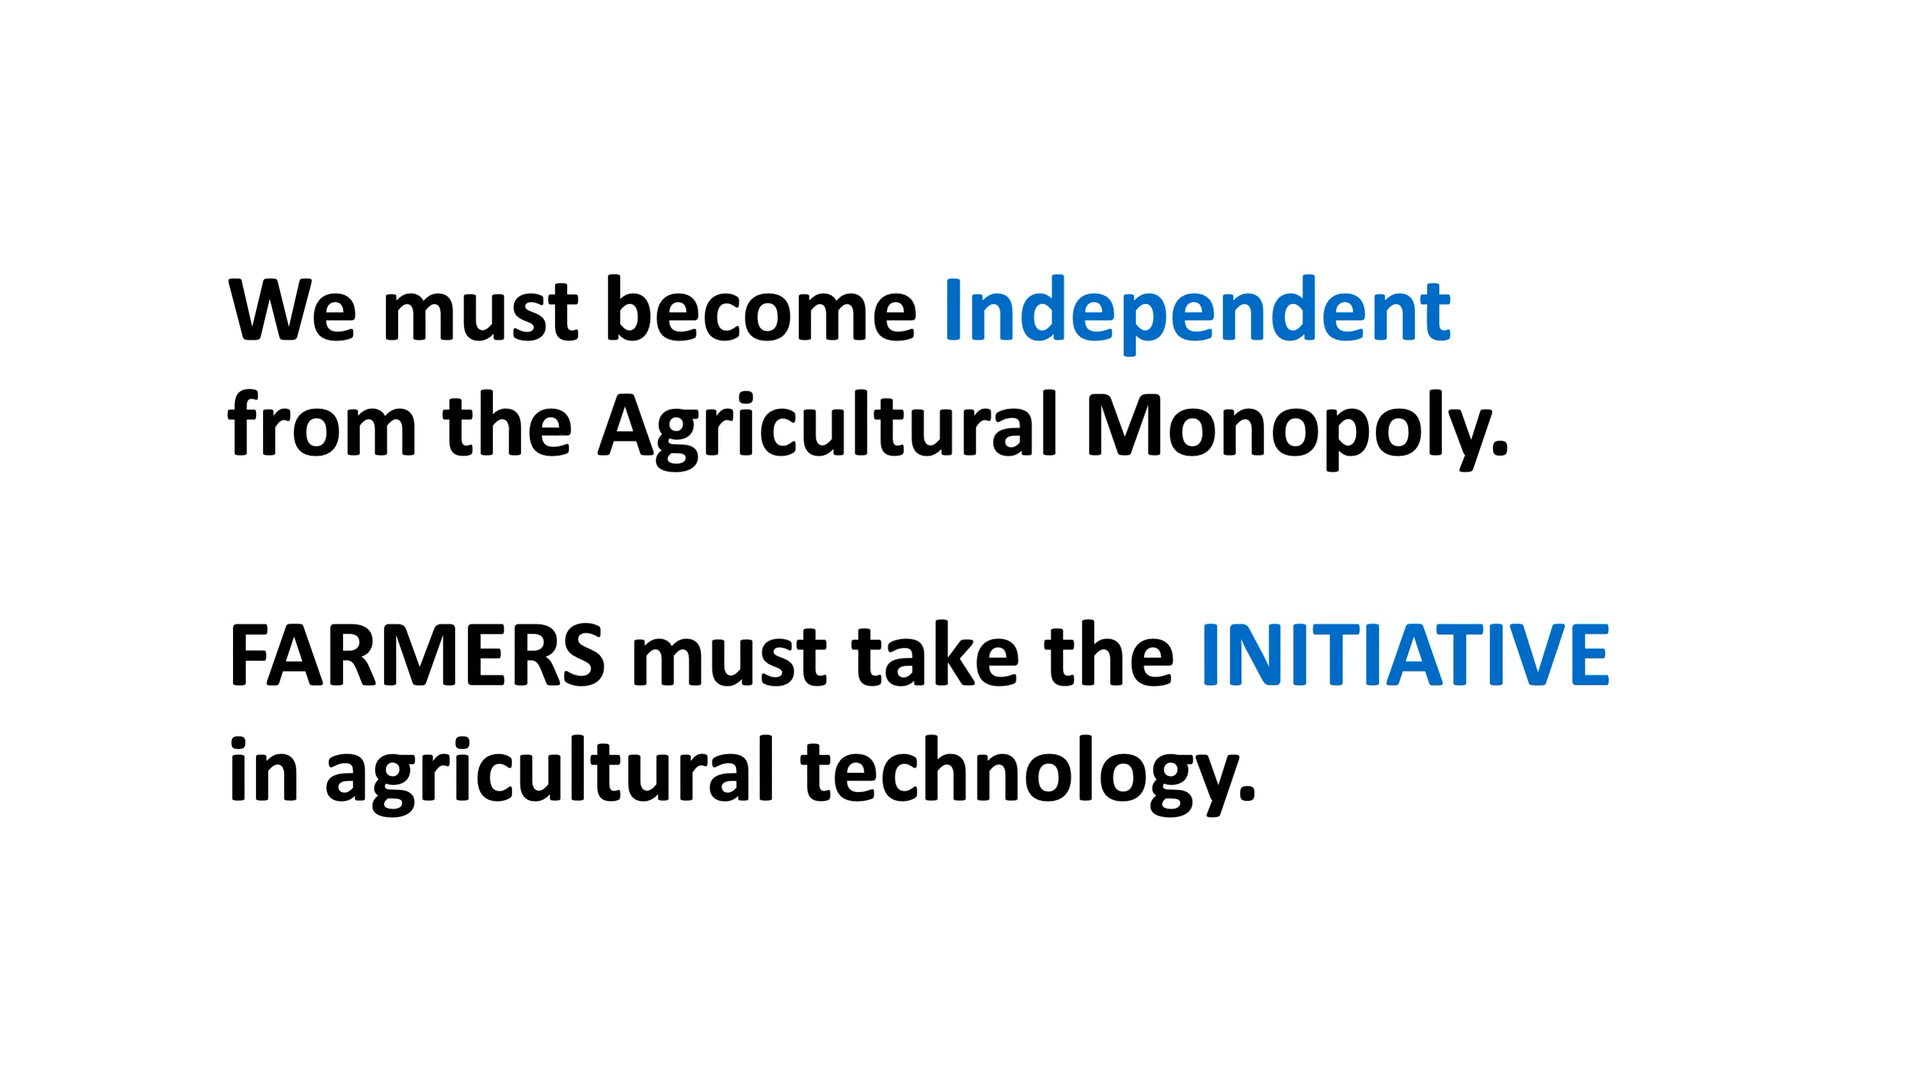 We must become Independent
from the Agricultural Monopoly.
FARMERS must take the INITIATIVE
in agricultural technology.